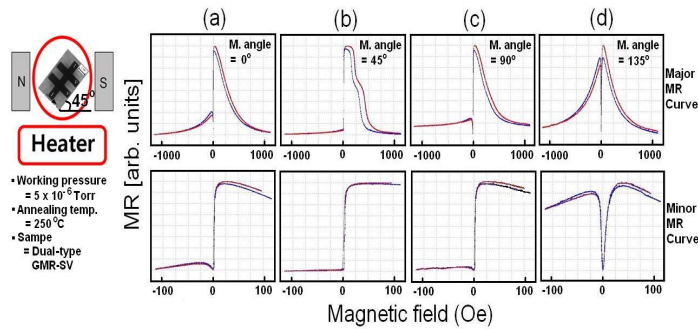 (a)
(b)
(c)
(d)
M. angle
= 0°
M. angle
= 45°
M. angle
= 90°
M. angle
= 135°
N
S
45°
Heater
▪ Working pressure
= 5 x 10⁻⁶ Torr
▪ Annealing temp.
= 250 ℃
▪ Sampe
= Dual-type
GMR-SV
MR [arb. units]
Major
MR
Curve
-1000 0 1000
-1000 0 1000
-1000 0 1000
-1000 0 1000
Minor
MR
Curve
-100 0 100
-100 0 100
-100 0 100
-100 0 100
Magnetic field (Oe)